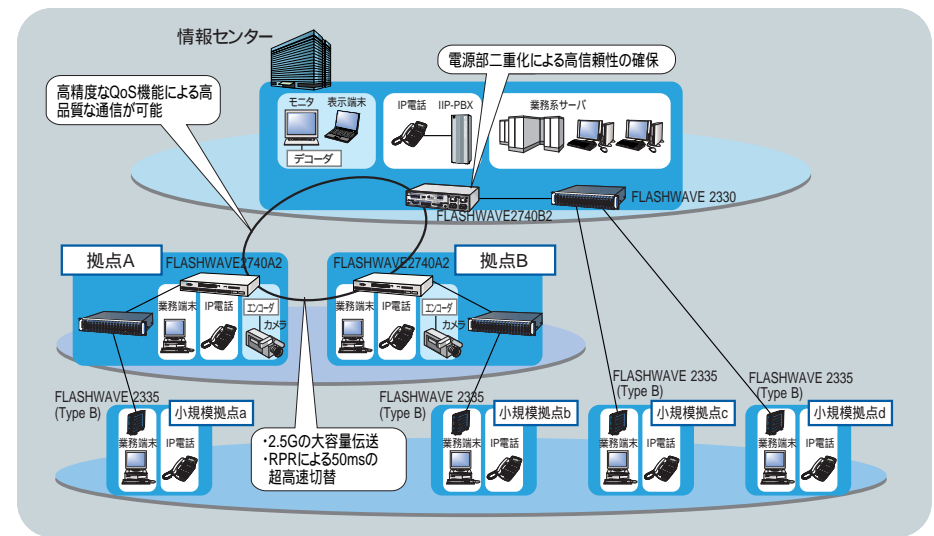 情報センター
電源部二重化による高信頼性の確保
高精度なQoS機能による高
品質な通信が可能
モニタ
表示端末
デコーダ
IP電話
IIP-PBX
業務系サーバ
FLASHWAVE2740B2
FLASHWAVE 2330
拠点A
FLASHWAVE2740A2
業務端末
IP電話
エンコーダ
カメラ
FLASHWAVE2740A2
拠点B
業務端末
IP電話
エンコーダ
カメラ
FLASHWAVE 2335
(Type B)
小規模拠点a
業務端末
IP電話
・2.5Gの大容量伝送
・RPRによる50msの
超高速切替
FLASHWAVE 2335
(Type B)
小規模拠点b
業務端末
IP電話
FLASHWAVE 2335
(Type B)
小規模拠点c
業務端末
IP電話
FLASHWAVE 2335
(Type B)
小規模拠点d
業務端末
IP電話